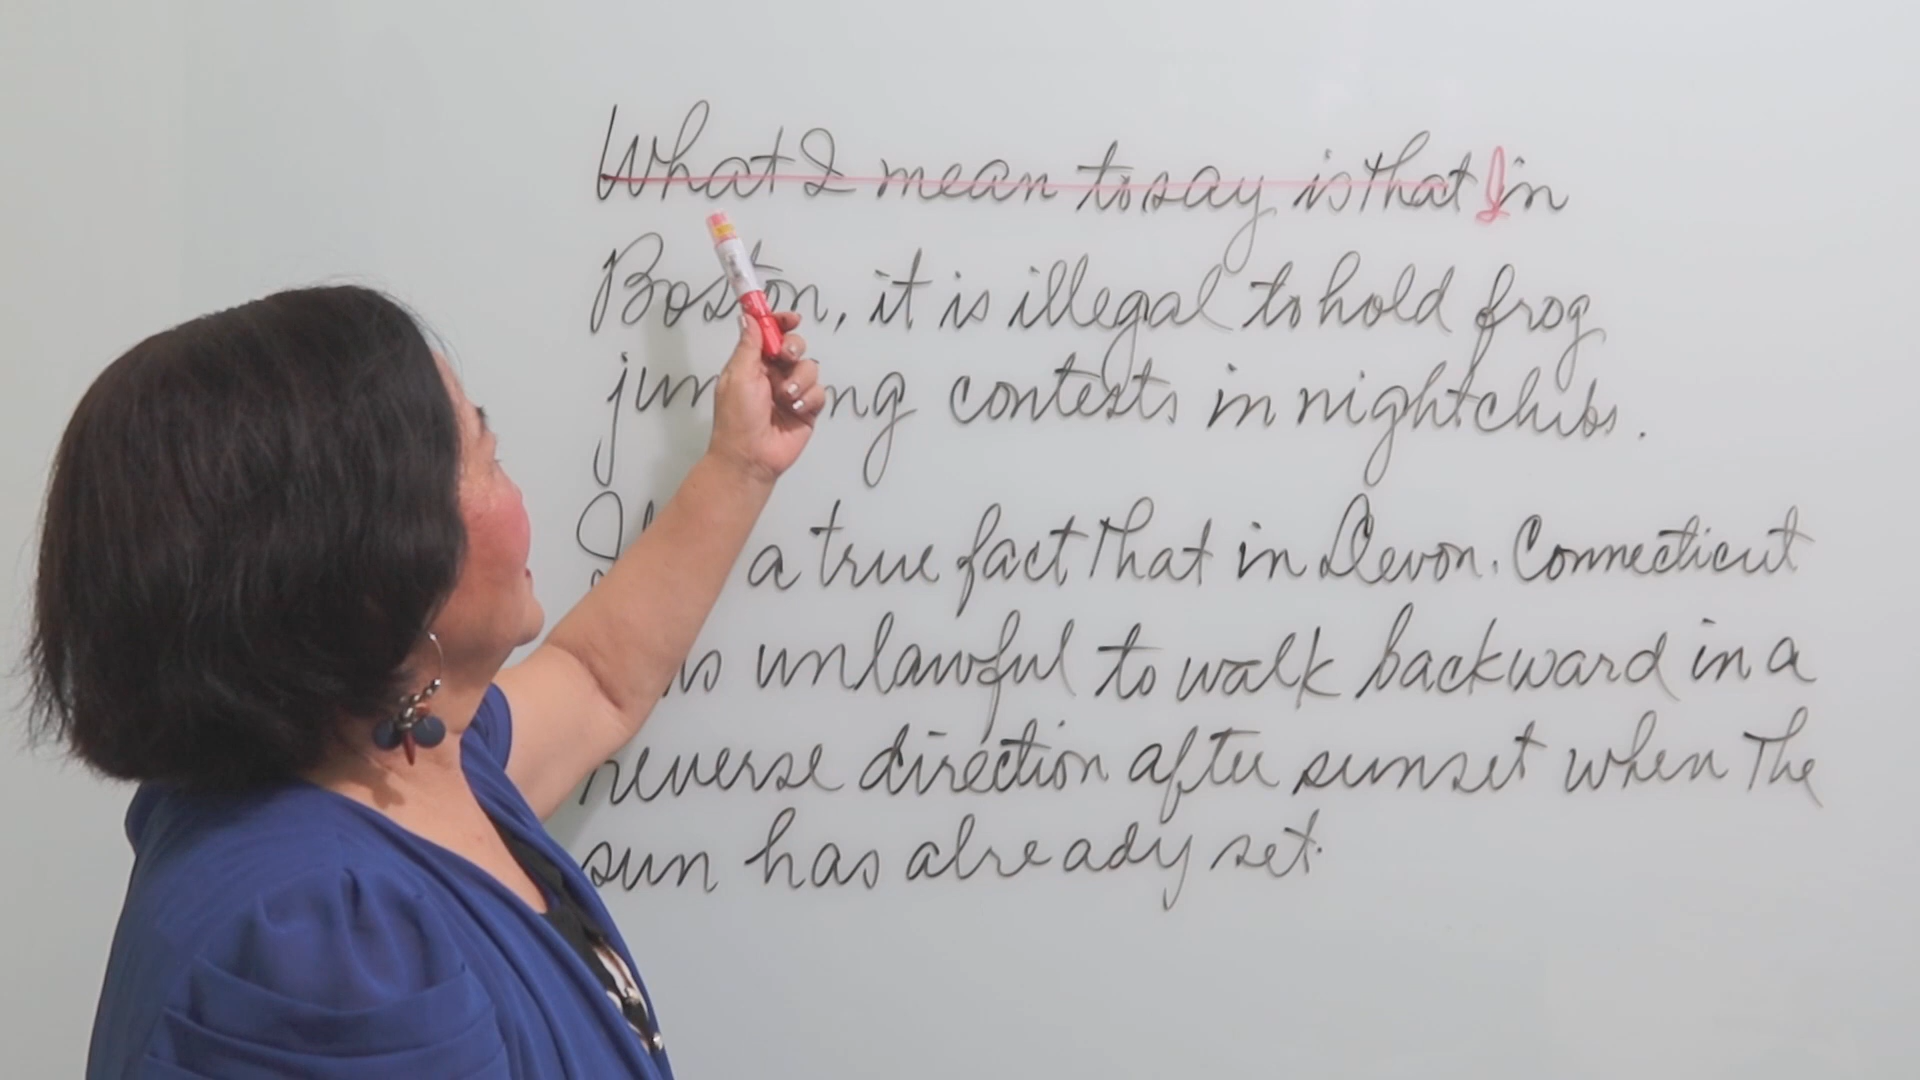 What I mean to say is that In
Boston, it is illegal to hold frog
contests in nightclubs.
a true fact that in Devon. Connecticut
unlawful to walk backward in a
reverse direction after sunset when the
sun has already set.